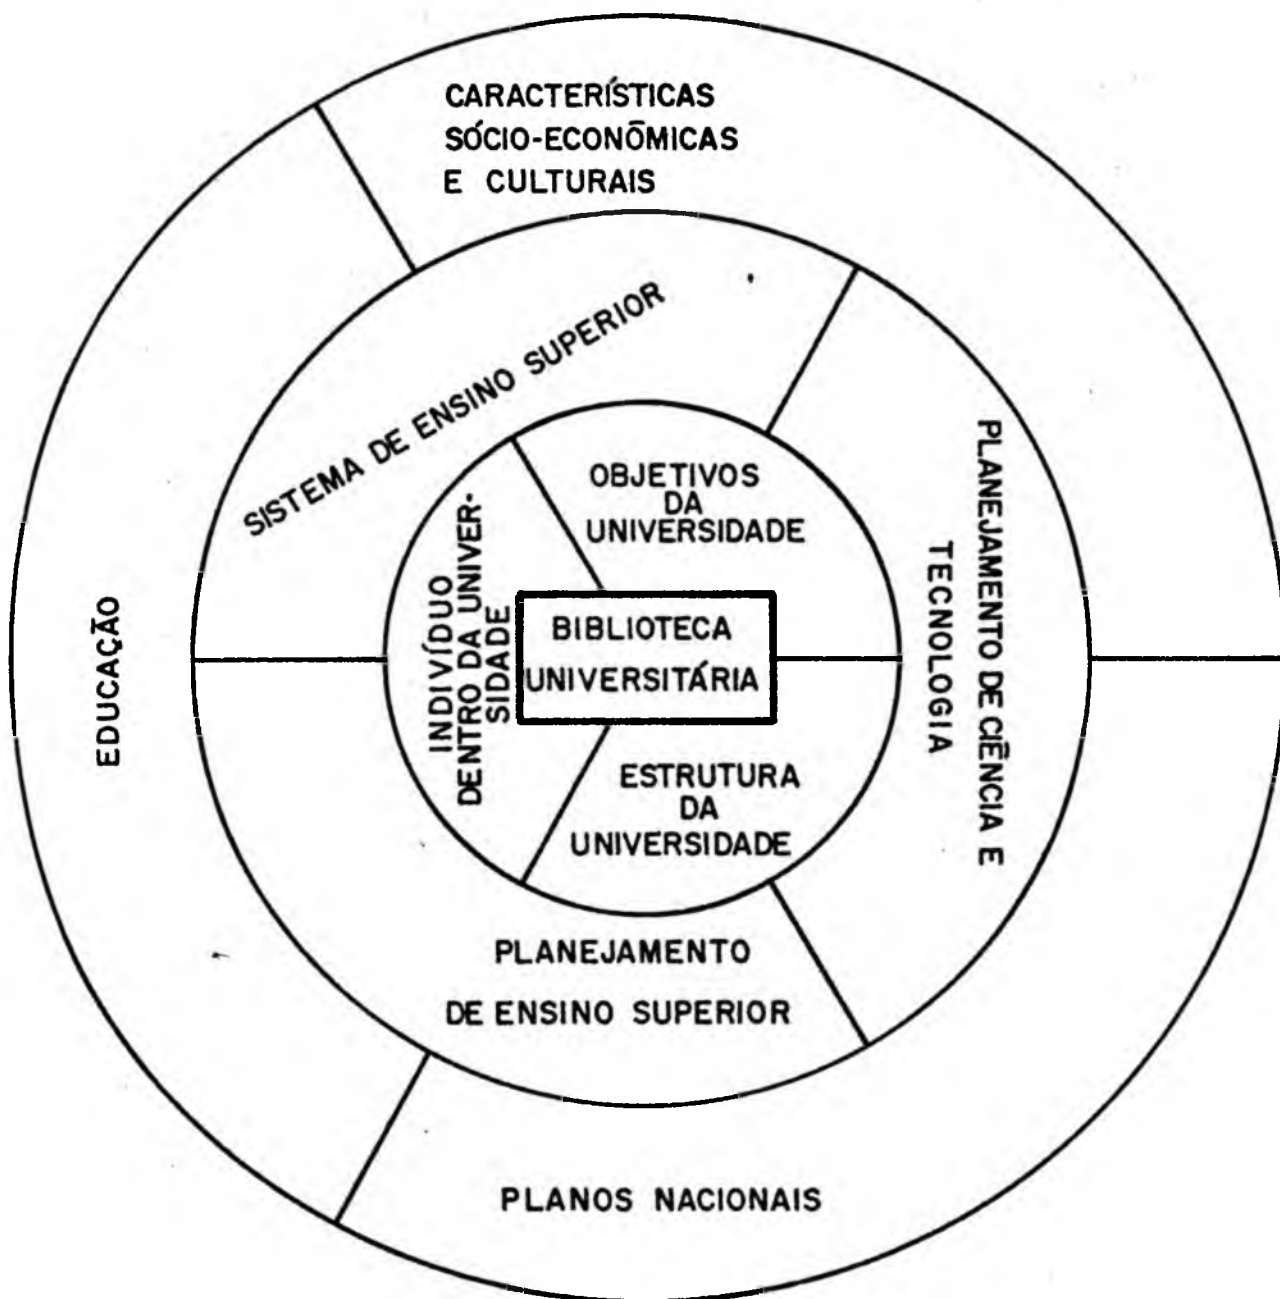 CARACTERÍSTICAS
SÓCIO-ECONÔMICAS
E CULTURAIS
SISTEMA DE ENSINO SUPERIOR
PLANEJAMENTO DE CIÊNCIA E
TECNOLOGIA
OBJETIVOS
DA
UNIVERSIDADE
INDIVÍDUO
DENTRO DA UNIVER-
SIDADE
BIBLIOTECA
UNIVERSITÁRIA
EDUCAÇÃO
ESTRUTURA
DA
UNIVERSIDADE
PLANEJAMENTO
DE ENSINO SUPERIOR
PLANOS NACIONAIS